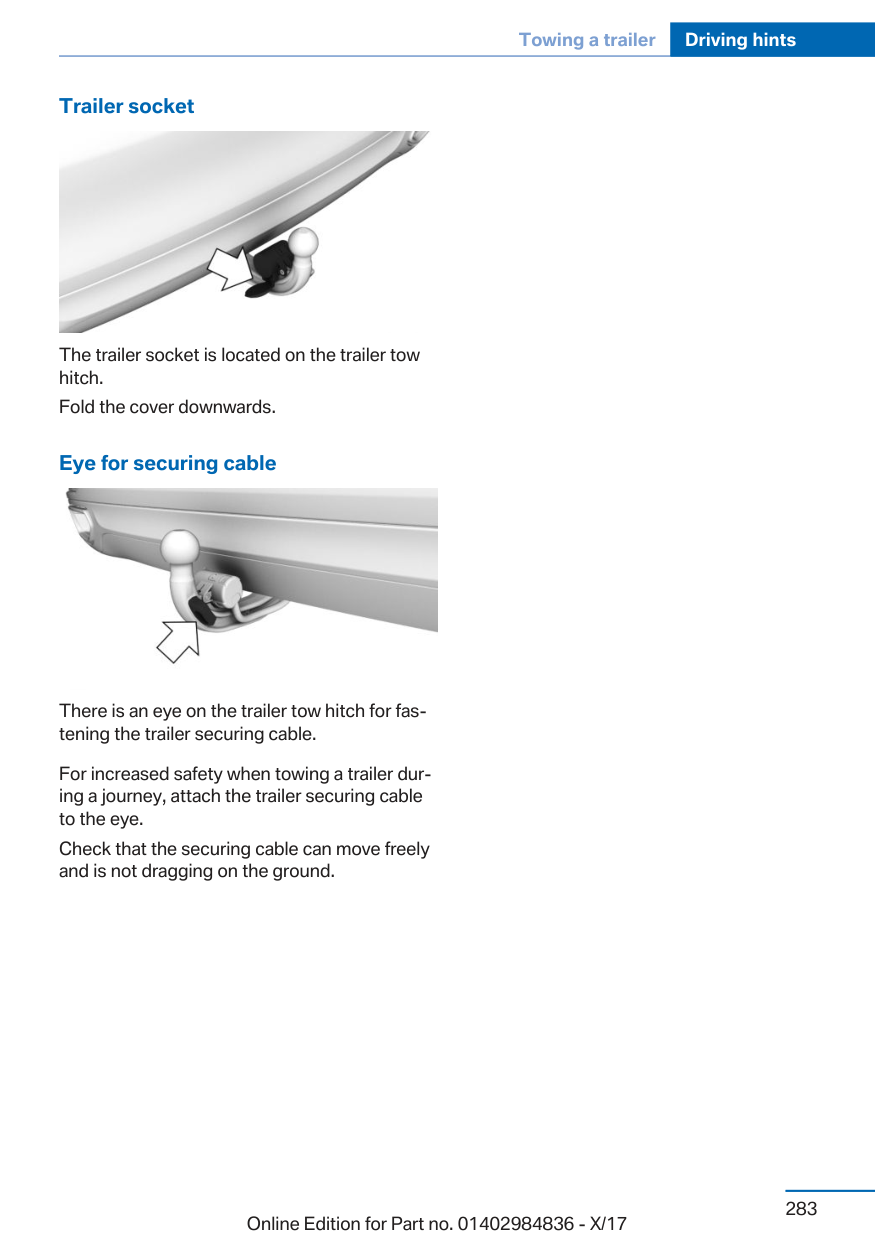 Towing a trailer Driving hints
Trailer socket
The trailer socket is located on the trailer tow
hitch.
Fold the cover downwards.
Eye for securing cable
There is an eye on the trailer tow hitch for fas-
tening the trailer securing cable.
For increased safety when towing a trailer dur-
ing a journey, attach the trailer securing cable
to the eye.
Check that the securing cable can move freely
and is not dragging on the ground.
283
Online Edition for Part no. 01402984836 - X/17